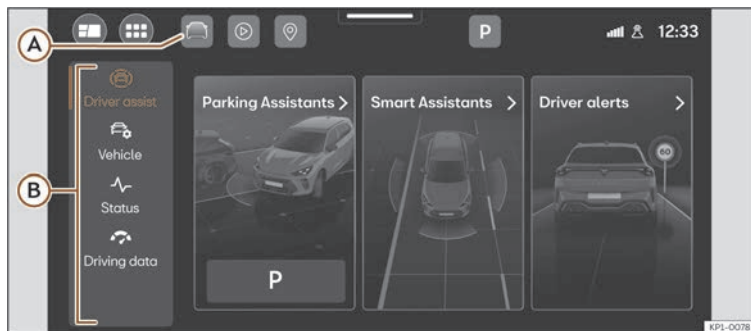 A
P
12:33
B
Driver assist
Vehicle
Status
Driving data
Parking Assistants >
P
Smart Assistants >
Driver alerts >
60
KP1-0078